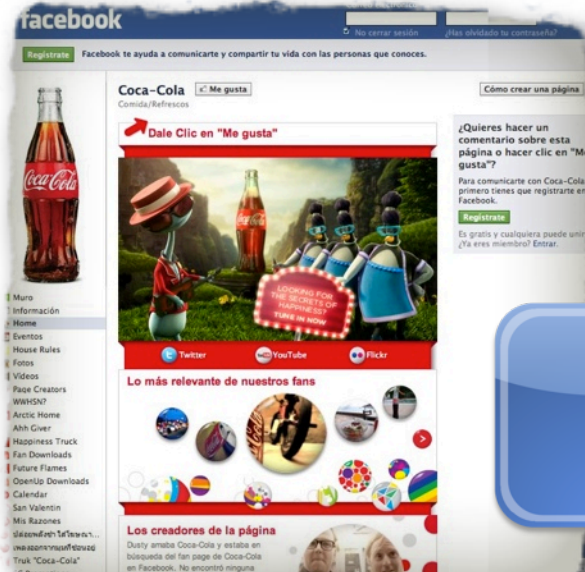 facebook
No cerrar sesión
¿Has olvidado tu contraseña?
Regístrate
Facebook te ayuda a comunicarte y compartir tu vida con las personas que conoces.
Coca-Cola
Me gusta
Cómo crear una página
Comida/Refrescos
Dale Clic en "Me gusta"
Coca-Cola
LOOKING FOR
THE SECRETS OF
HAPPINESS?
TUNE IN NOW
Twitter
YouTube
Flickr
Lo más relevante de nuestros fans
Los creadores de la página
Dusty amaba Coca-Cola y estaba en
búsqueda del fan page de Coca-Cola
en Facebook. No encontró ninguna
¿Quieres hacer un
comentario sobre esta
página o hacer clic en "Me
gusta"?
Para comunicarte con Coca-Cola
primero tienes que registrarte en
Facebook.
Regístrate
Es gratis y cualquiera puede unir
¿Ya eres miembro? Entrar.
Coca-Cola
Muro
Información
Home
Eventos
House Rules
Fotos
Videos
Page Creators
WWHSN?
Arctic Home
Ahh Giver
Happiness Truck
Fan Downloads
Future Flames
OpenUp Downloads
Calendar
San Valentin
Mis Razones
Truk "Coca-Cola"